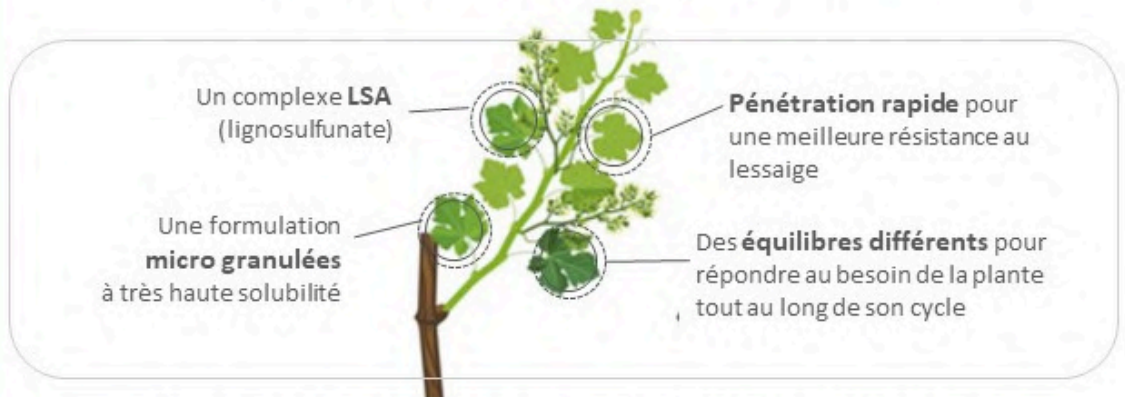 Un complexe LSA
(lignosulfunate)
Pénétration rapide pour
une meilleure résistance au
lessaige
Une formulation
micro granulées
à très haute solubilité
Des équilibres différents pour
répondre au besoin de la plante
tout au long de son cycle